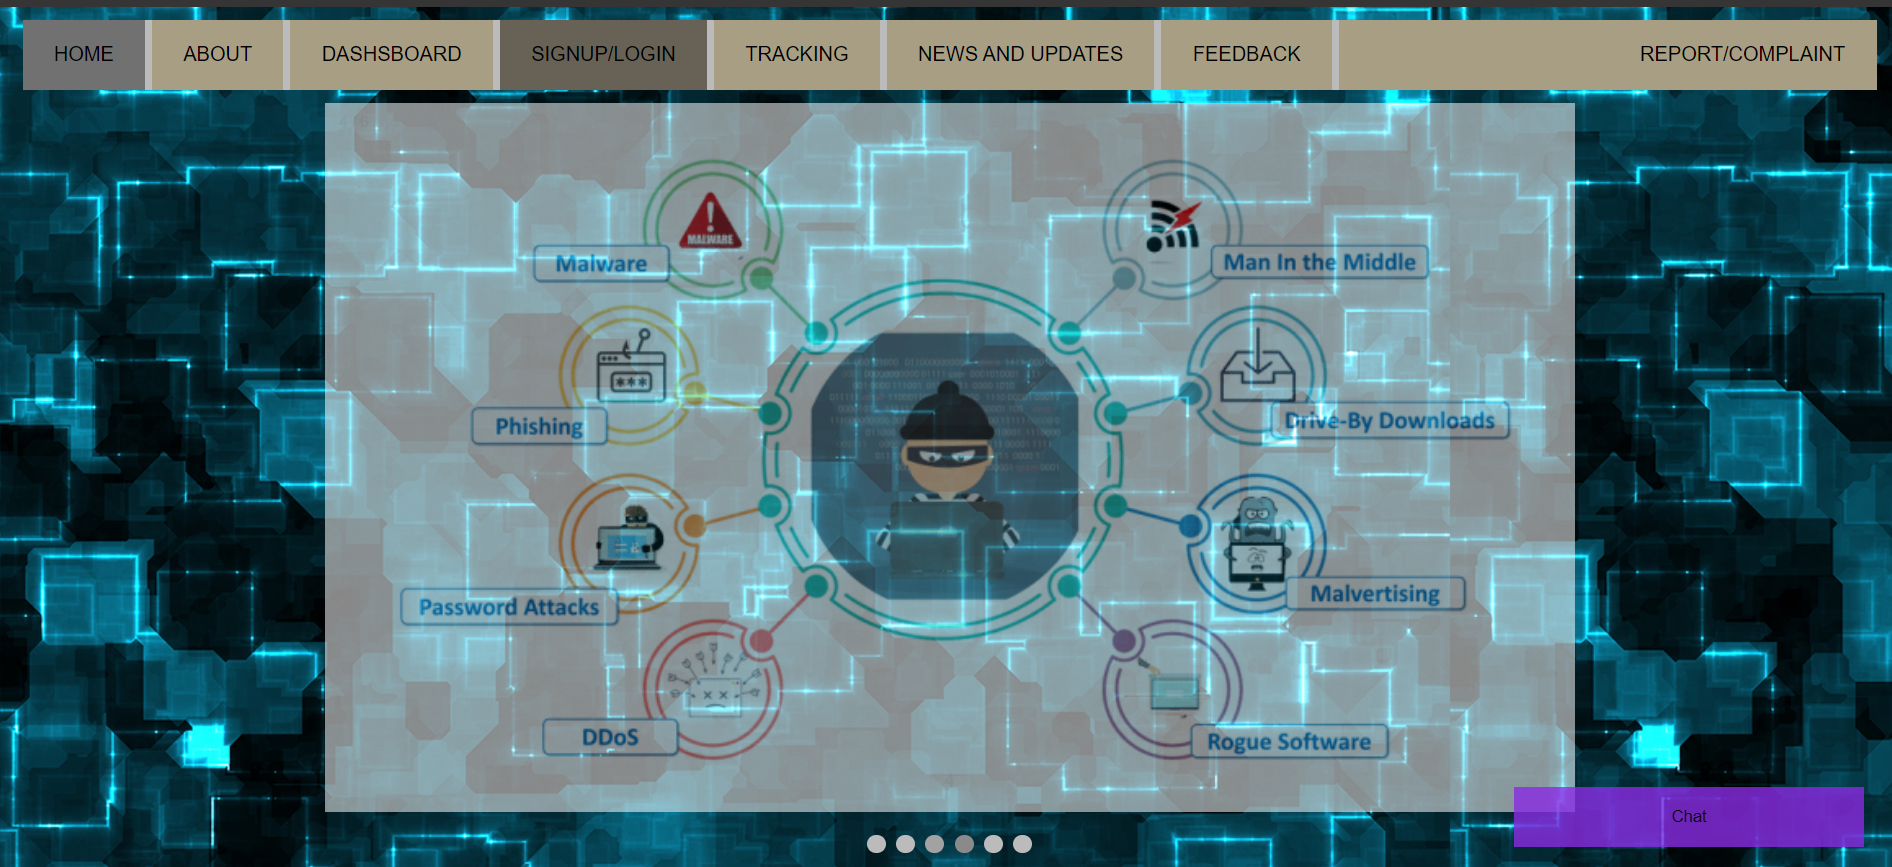 HOME
ABOUT
DASHSBOARD
SIGNUP/LOGIN
TRACKING
NEWS AND UPDATES
FEEDBACK
REPORT/COMPLAINT
MALWARE
Malware
Man In the Middle
***
Phishing
Drive-By Downloads
Password Attacks
Malvertising
DDoS
Rogue Software
Chat